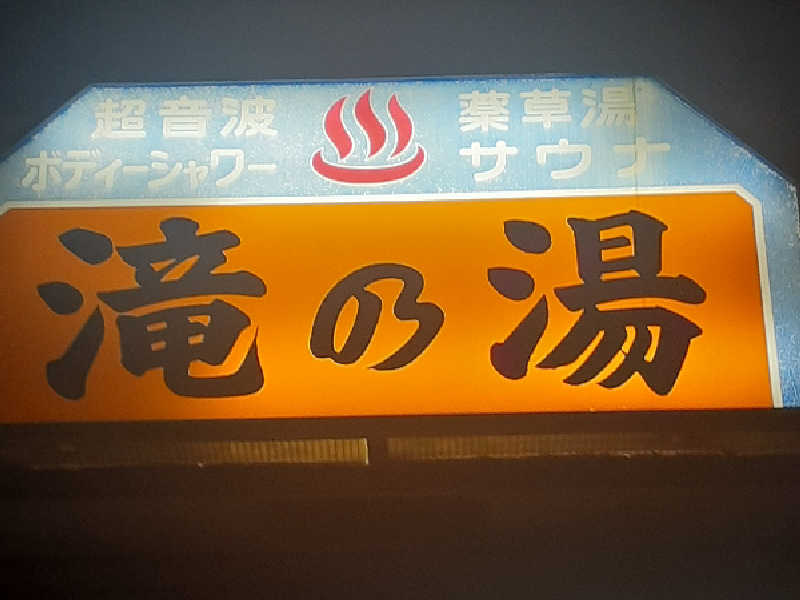 超音波
ボディーシャワー
薬草湯
サウナ
滝の湯